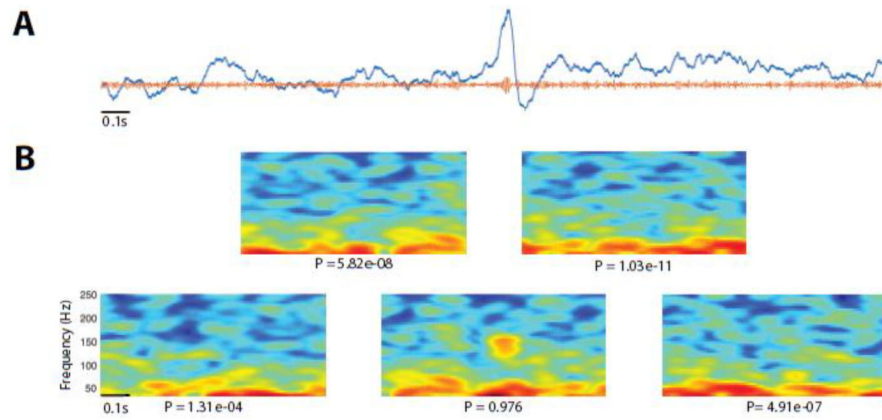 A
0.1s
B
P = 5.82e-08
P = 1.03e-11
Frequency (Hz)
250
200
150
100
50
0.1s
P = 1.31e-04
P = 0.976
P= 4.91e-07